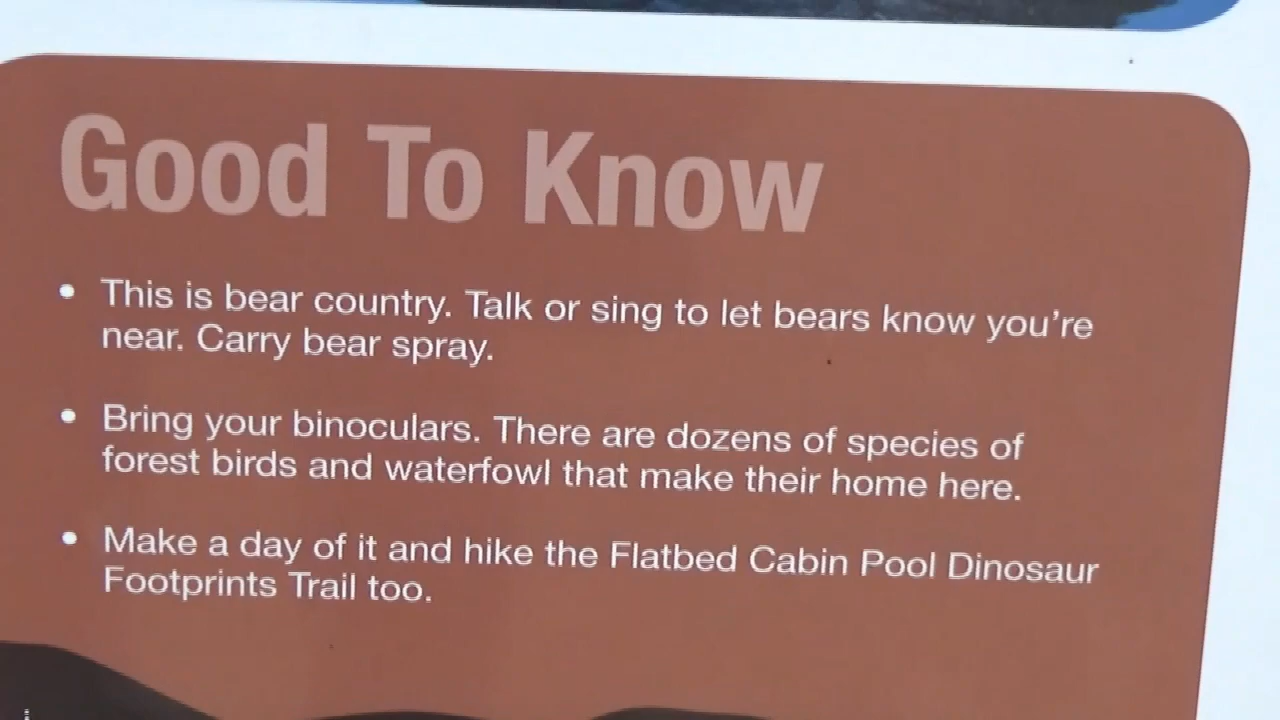 Good To Know
• This is bear country. Talk or sing to let bears know you're
near. Carry bear spray.
• Bring your binoculars. There are dozens of species of
forest birds and waterfowl that make their home here.
• Make a day of it and hike the Flatbed Cabin Pool Dinosaur
Footprints Trail too.